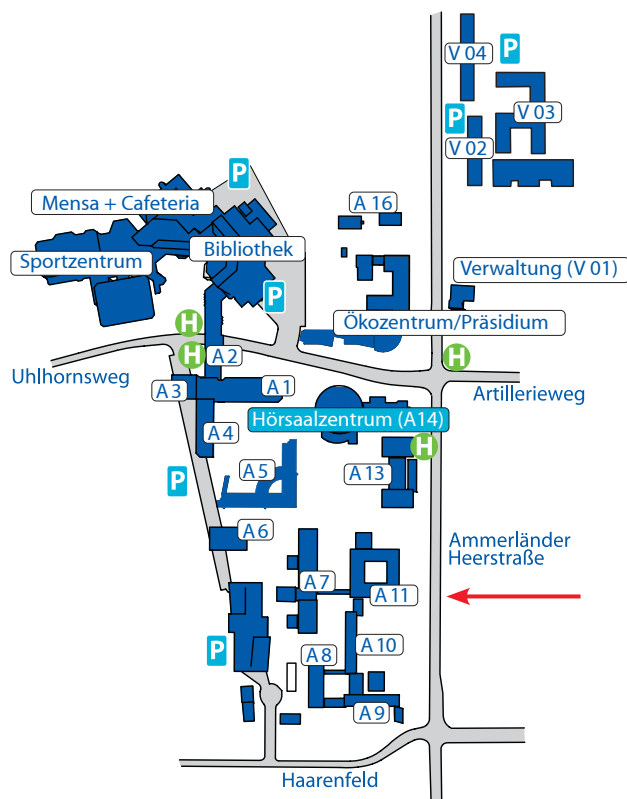 V 04
P
V 03
P
V 02
P
Mensa + Cafeteria
A 16
Bibliothek
Sportzentrum
Verwaltung (V 01)
P
Ökozentrum/Präsidium
H
H
A 2
H
Uhlhornsweg
A 3
A 1
Artillerieweg
Hörsaalzentrum (A14)
A 4
H
A 5
A 13
P
A 6
Ammerländer
Heerstraße
A 7
A 11
A 10
P
A 8
A 9
Haarenfeld